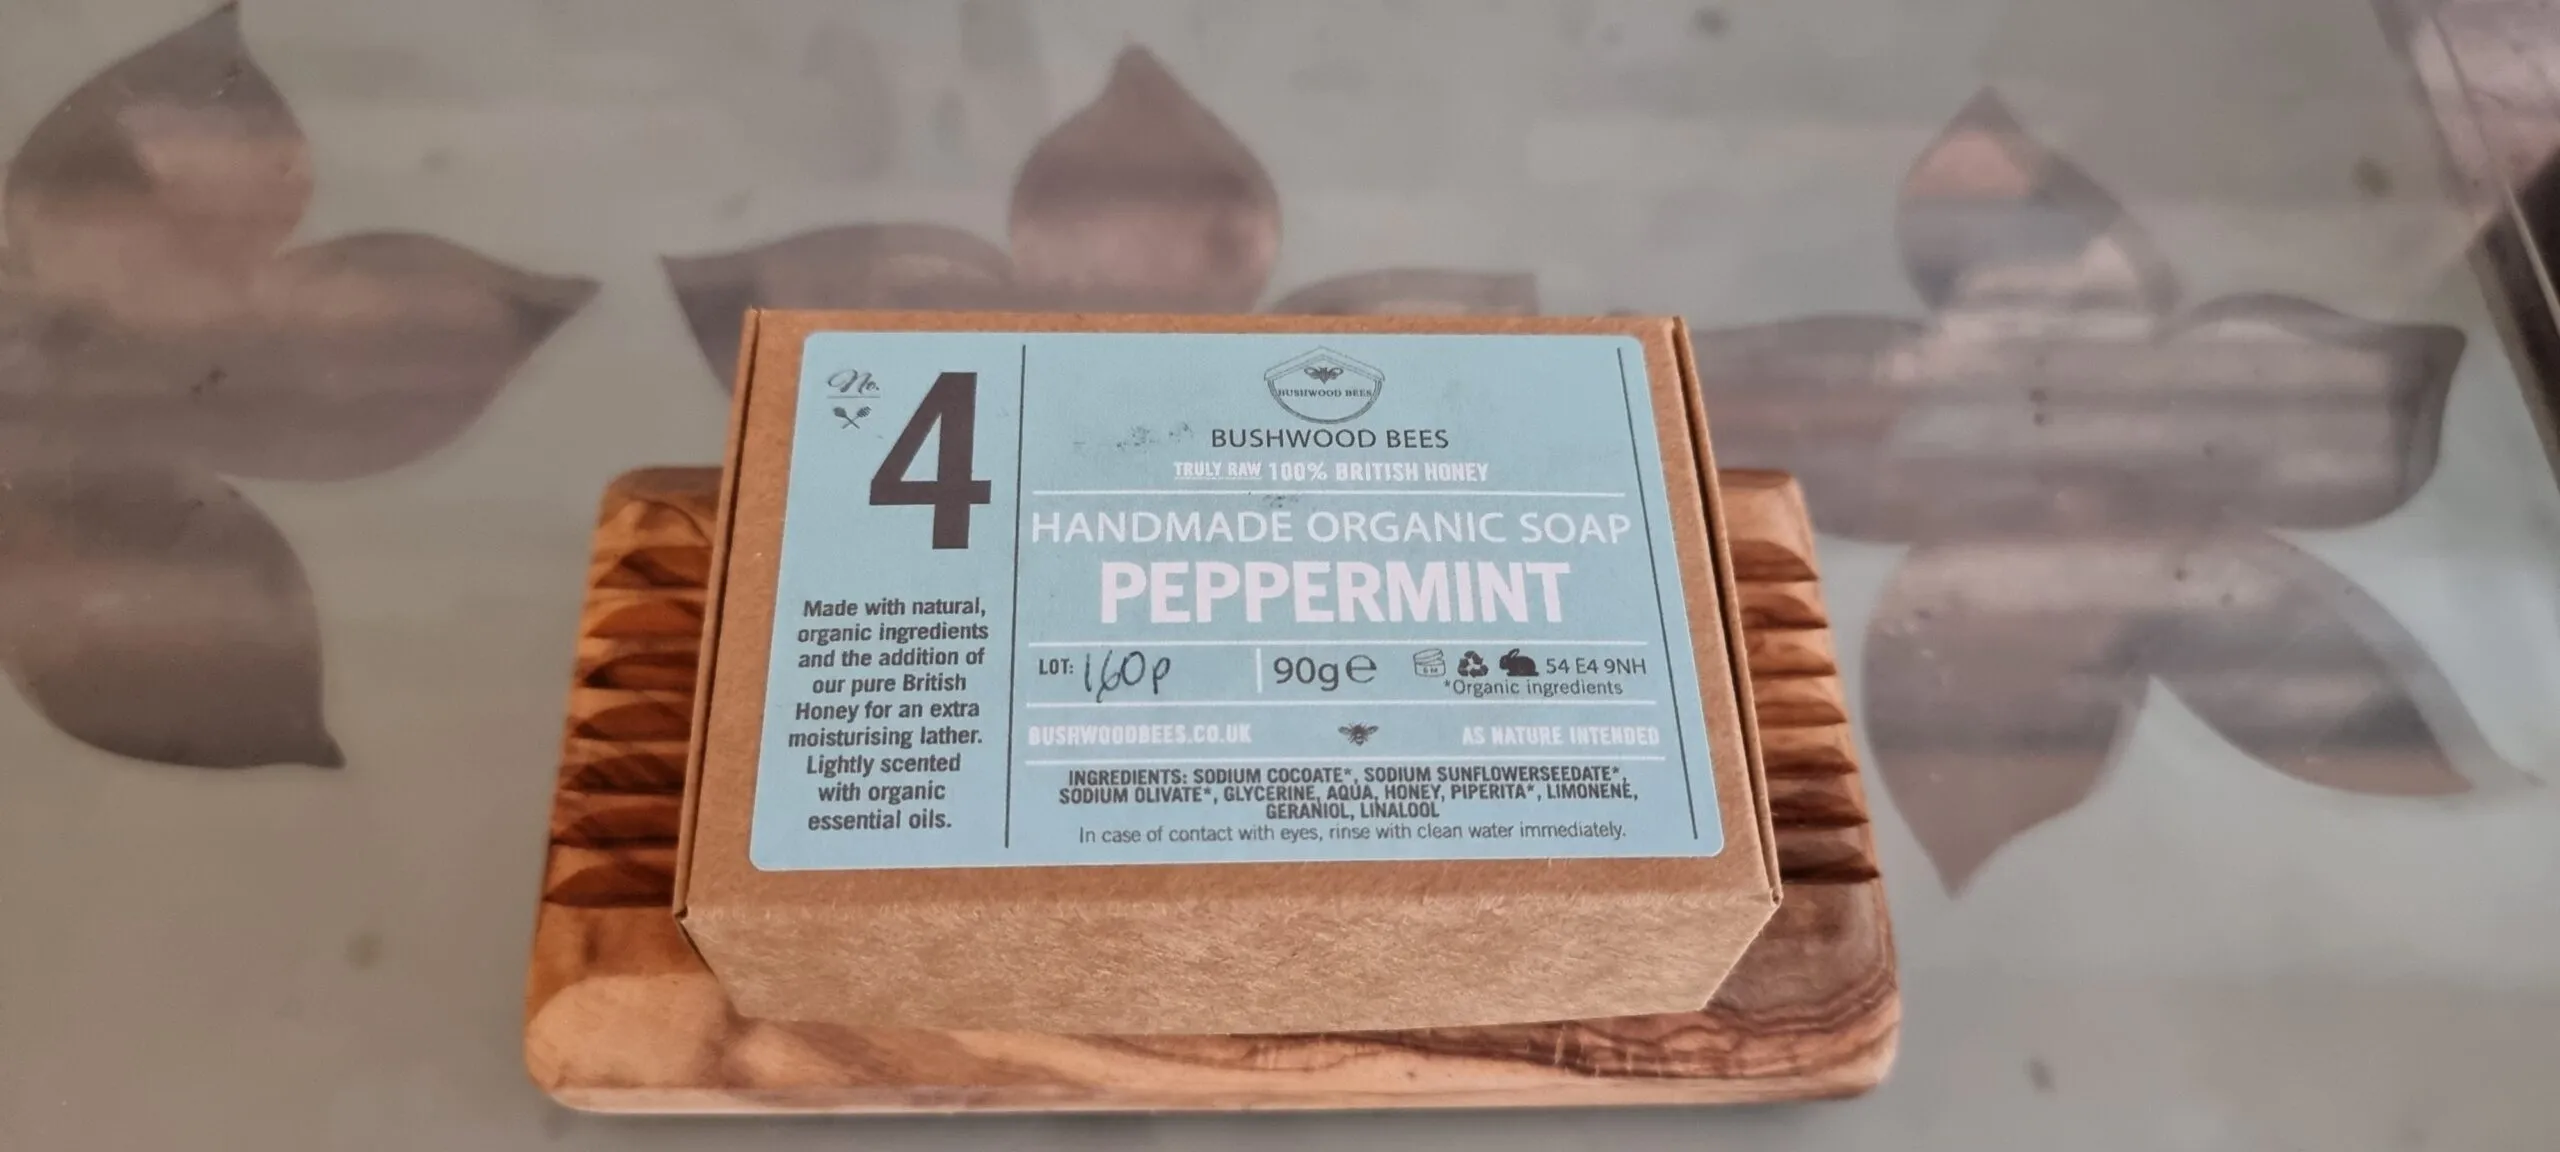 No.
4
Made with natural,
organic ingredients
and the addition of
our pure British
Honey for an extra
moisturising lather.
Lightly scented
with organic
essential oils.
BUSHWOOD BEES
BUSHWOOD BEES
TRULY RAW 100% BRITISH HONEY
HANDMADE ORGANIC SOAP
PEPPERMINT
LOT: 160p
90g℮
6M
54 E4 9NH
*Organic ingredients
BUSHWOODBEES.CO.UK
AS NATURE INTENDED
INGREDIENTS: SODIUM COCOATE*, SODIUM SUNFLOWERSEEDATE*,
SODIUM OLIVATE*, GLYCERINE, AQUA, HONEY, PIPERITA*, LIMONENE,
GERANIOL, LINALOOL
In case of contact with eyes, rinse with clean water immediately.